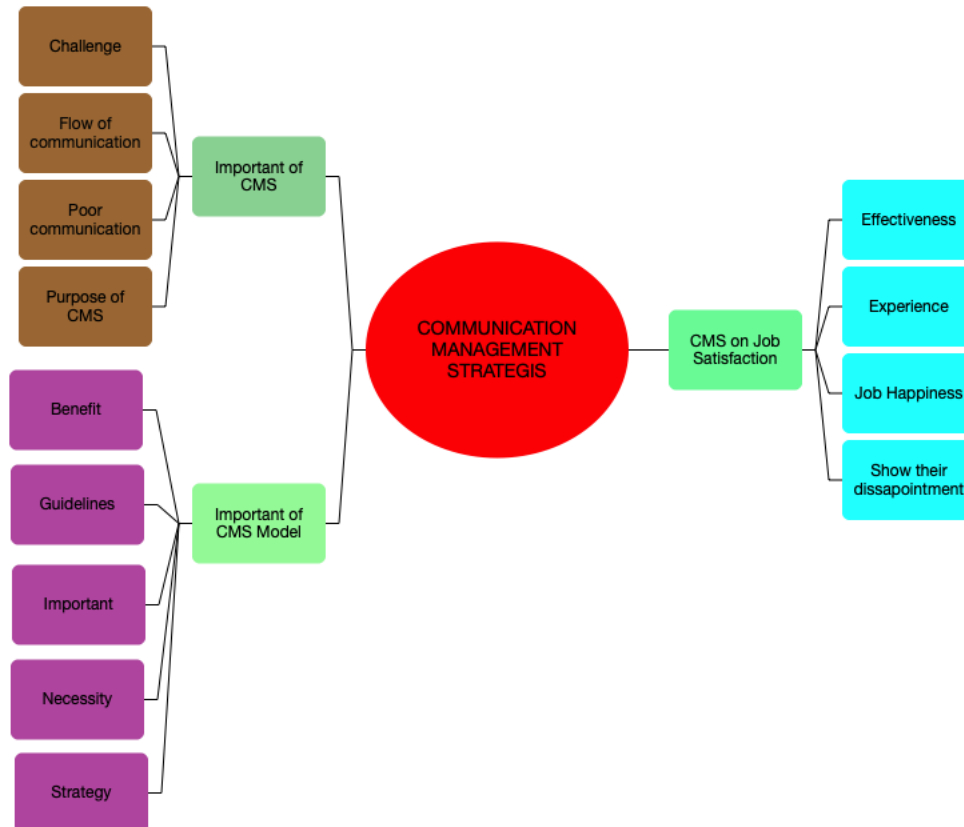 Challenge
Flow of
communication
Poor
communication
Purpose of
CMS
Important of
CMS
Benefit
Guidelines
Important
Necessity
Strategy
Important of
CMS Model
COMMUNICATION
MANAGEMENT
STRATEGIS
CMS on Job
Satisfaction
Effectiveness
Experience
Job Happiness
Show their
dissapointment